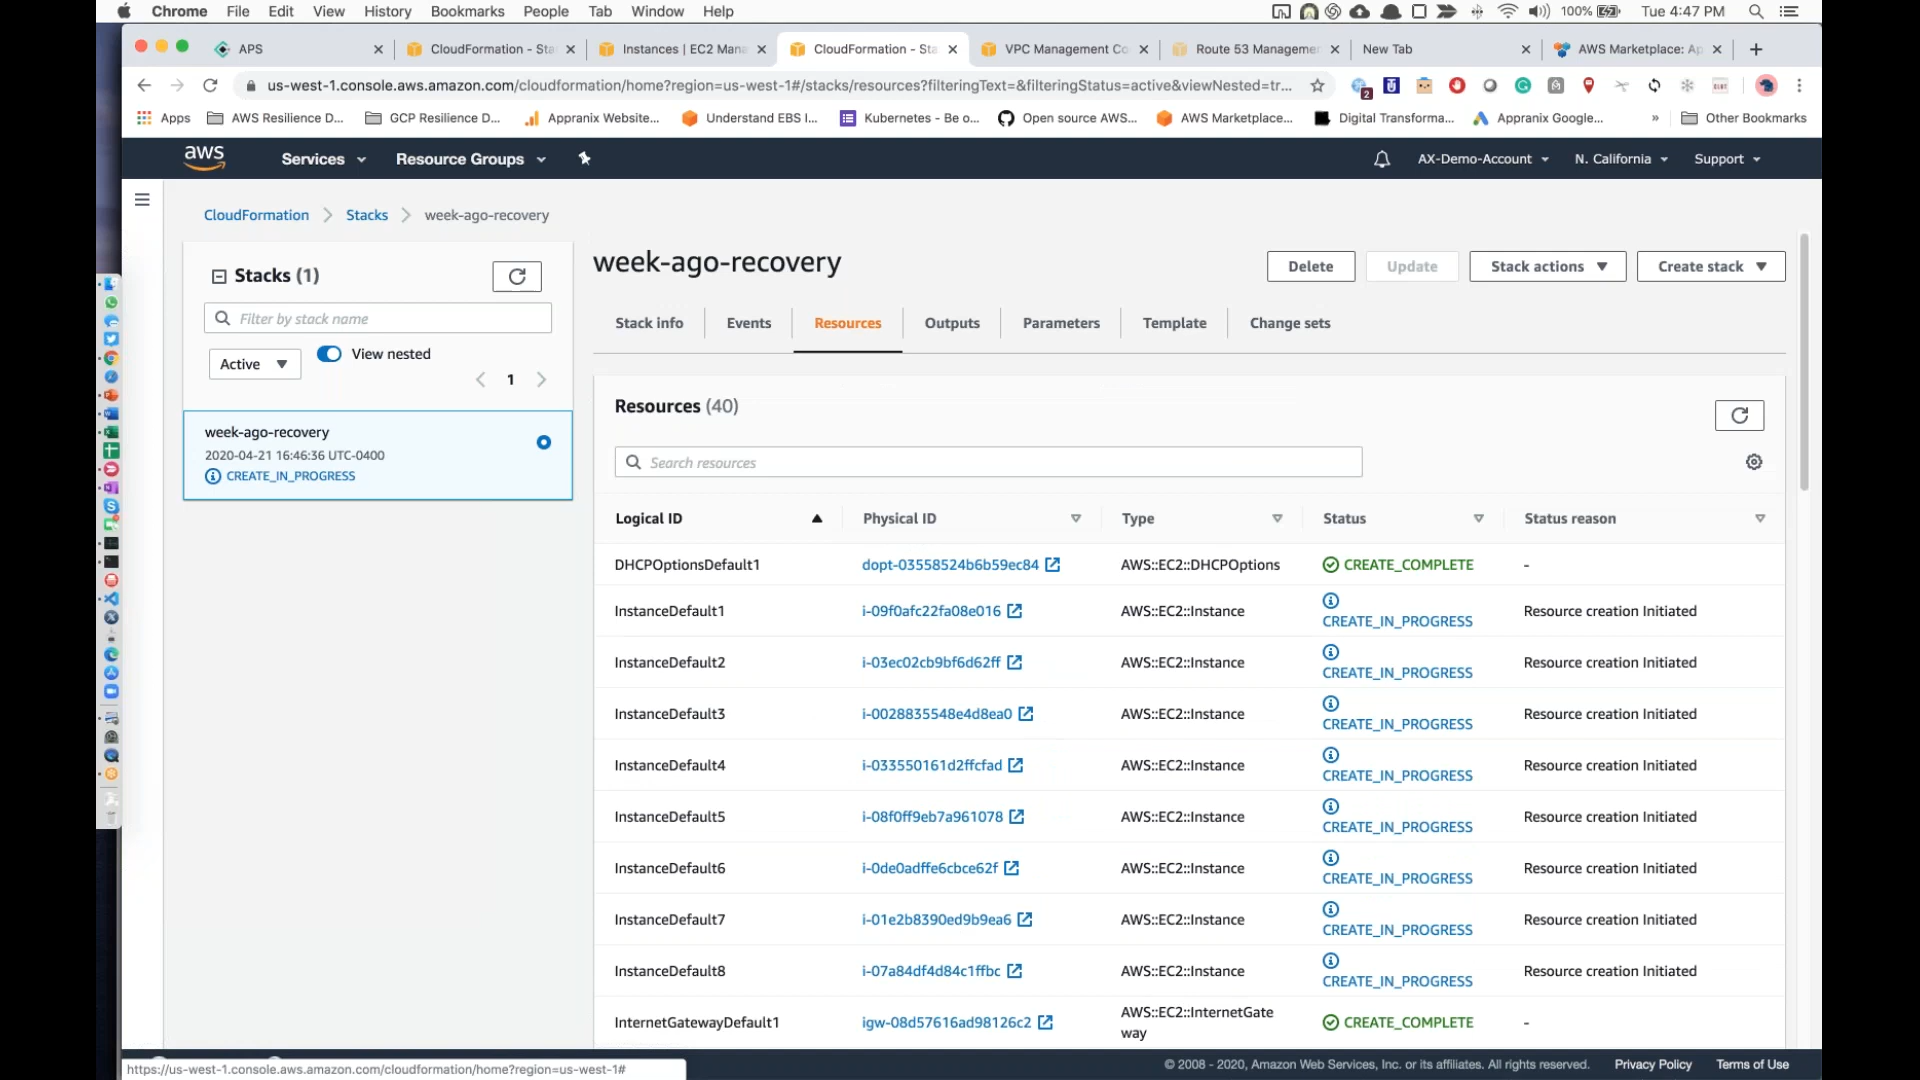 Chrome File Edit View History Bookmarks People Tab Window Help 100% Tue 4:47 PM
APS CloudFormation - Sta Instances | EC2 Mana CloudFormation - Sta VPC Management Co Route 53 Managemen New Tab AWS Marketplace: Ap
us-west-1.console.aws.amazon.com/cloudformation/home?region=us-west-1#/stacks/resources?filteringText=&filteringStatus=active&viewNested=tr...
Apps AWS Resilience D... GCP Resilience D... Appranix Website... Understand EBS I... Kubernetes - Be o... Open source AWS... AWS Marketplace... Digital Transforma... Appranix Google... » Other Bookmarks
aws Services Resource Groups AX-Demo-Account N. California Support
CloudFormation > Stacks > week-ago-recovery
Stacks (1)
Filter by stack name
Active View nested
1
week-ago-recovery
2020-04-21 16:46:36 UTC-0400
CREATE_IN_PROGRESS
week-ago-recovery
Delete Update Stack actions Create stack
Stack info Events Resources Outputs Parameters Template Change sets
Resources (40)
Search resources
Logical ID Physical ID Type Status Status reason
DHCPOptionsDefault1 dopt-03558524b6b59ec84 AWS::EC2::DHCPOptions CREATE_COMPLETE -
InstanceDefault1 i-09f0afc22fa08e016 AWS::EC2::Instance CREATE_IN_PROGRESS Resource creation Initiated
InstanceDefault2 i-03ec02cb9bf6d62ff AWS::EC2::Instance CREATE_IN_PROGRESS Resource creation Initiated
InstanceDefault3 i-0028835548e4d8ea0 AWS::EC2::Instance CREATE_IN_PROGRESS Resource creation Initiated
InstanceDefault4 i-033550161d2ffcfad AWS::EC2::Instance CREATE_IN_PROGRESS Resource creation Initiated
InstanceDefault5 i-08f0ff9eb7a961078 AWS::EC2::Instance CREATE_IN_PROGRESS Resource creation Initiated
InstanceDefault6 i-0de0adffe6cbce62f AWS::EC2::Instance CREATE_IN_PROGRESS Resource creation Initiated
InstanceDefault7 i-01e2b8390ed9b9ea6 AWS::EC2::Instance CREATE_IN_PROGRESS Resource creation Initiated
InstanceDefault8 i-07a84df4d84c1ffbc AWS::EC2::Instance CREATE_IN_PROGRESS Resource creation Initiated
InternetGatewayDefault1 igw-08d57616ad98126c2 AWS::EC2::InternetGate CREATE_COMPLETE -
way
https://us-west-1.console.aws.amazon.com/cloudformation/home?region=us-west-1#
© 2008 - 2020, Amazon Web Services, Inc. or its affiliates. All rights reserved. Privacy Policy Terms of Use